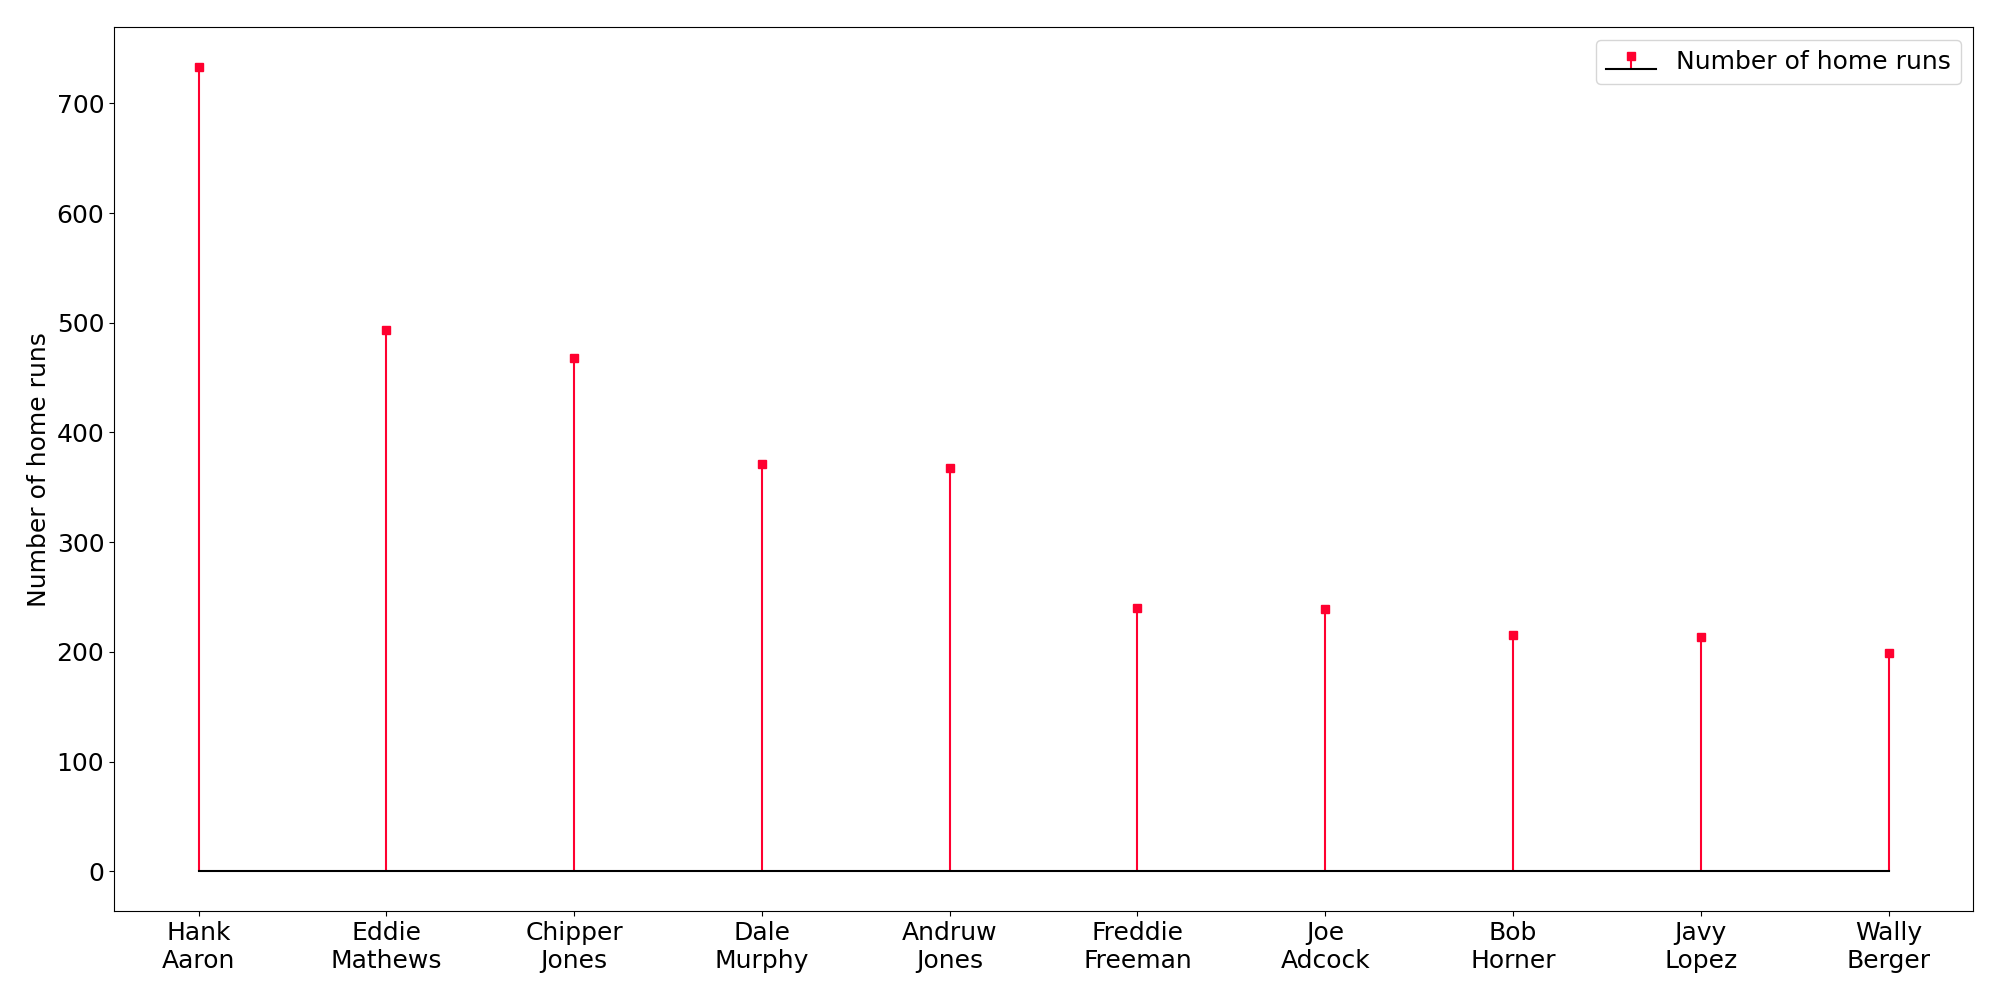 Number of home runs
Number of home runs
700
600
500
400
300
200
100
0
Hank
Aaron
Eddie
Mathews
Chipper
Jones
Dale
Murphy
Andruw
Jones
Freddie
Freeman
Joe
Adcock
Bob
Horner
Javy
Lopez
Wally
Berger